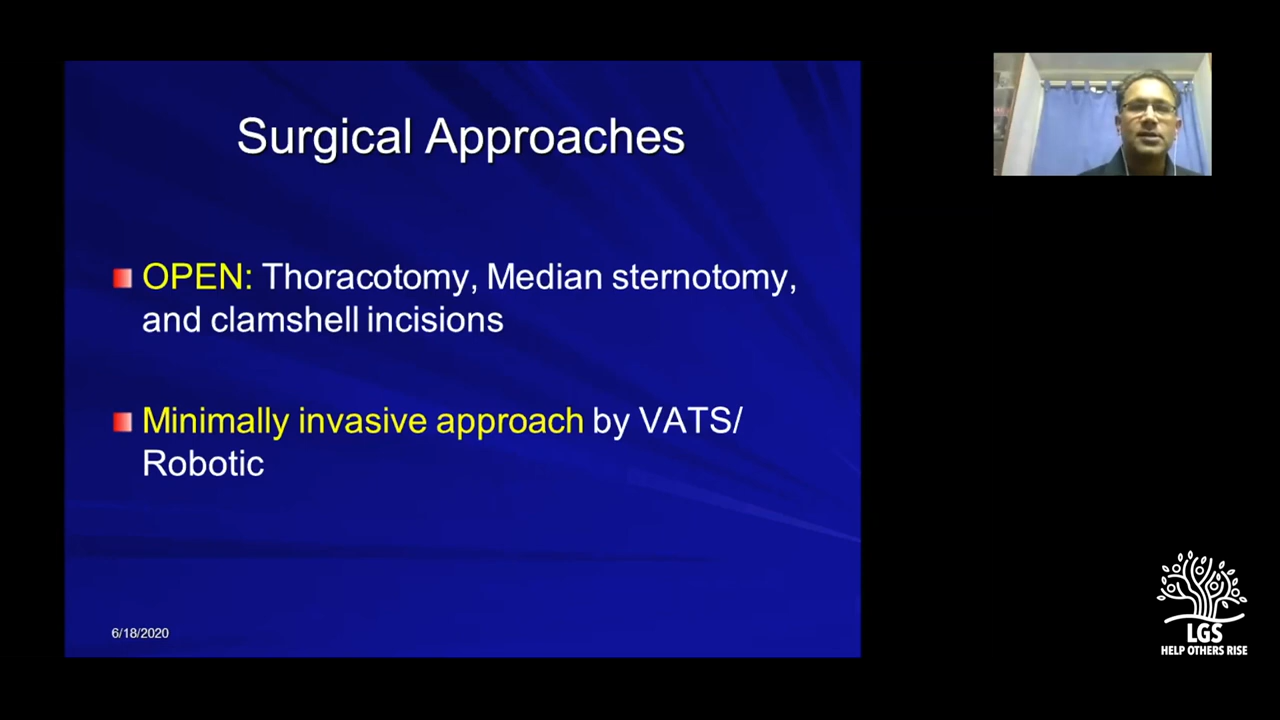 Surgical Approaches
OPEN: Thoracotomy, Median sternotomy,
and clamshell incisions
Minimally invasive approach by VATS/
Robotic
6/18/2020
LGS
HELP OTHERS RISE